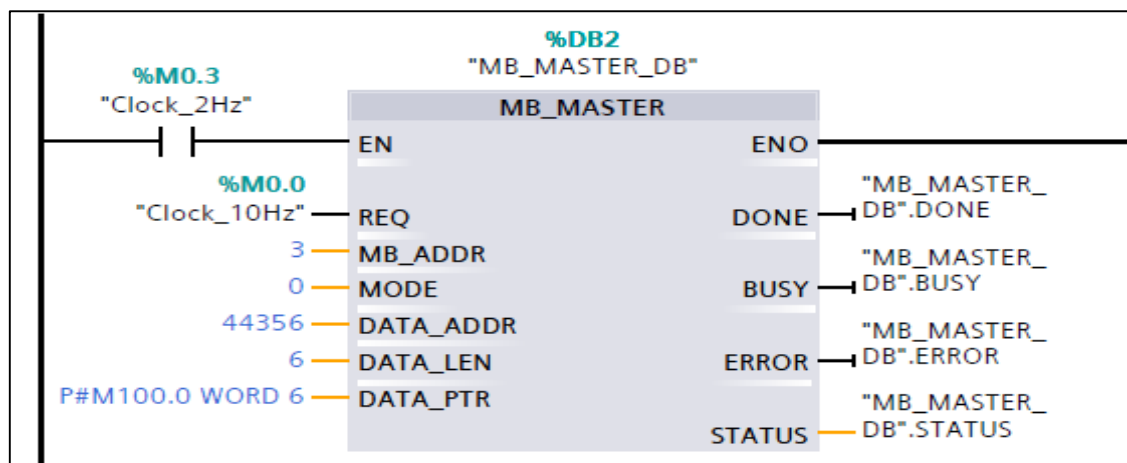 %DB2
"MB_MASTER_DB"
%M0.3
"Clock_2Hz"
MB_MASTER
EN
ENO
%M0.0
"Clock_10Hz"
REQ
"MB_MASTER_
DONE
DB".DONE
3
MB_ADDR
"MB_MASTER_
0
MODE
BUSY
DB".BUSY
44356
DATA_ADDR
"MB_MASTER_
6
DATA_LEN
ERROR
DB".ERROR
P#M100.0 WORD 6
DATA_PTR
"MB_MASTER_
STATUS
DB".STATUS